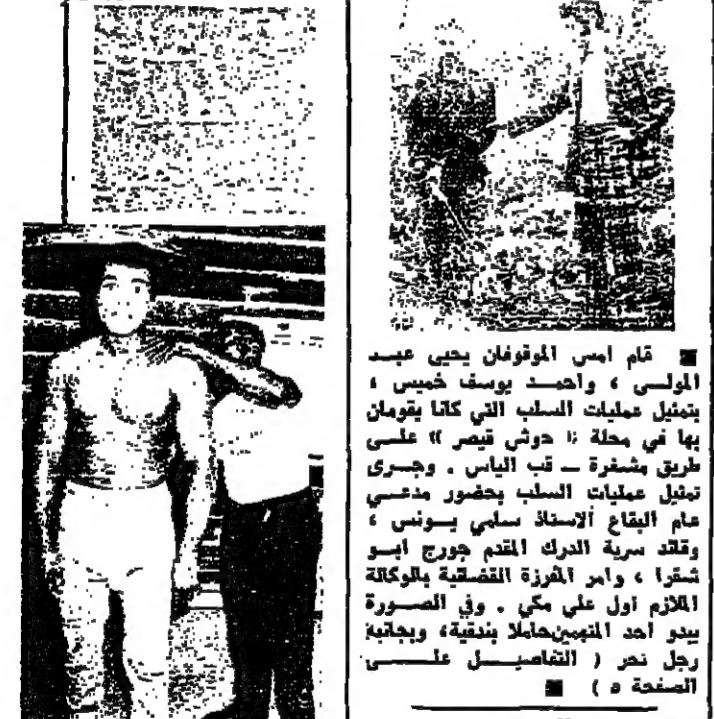 ■ قام امس الموقوفان يحيى عبد
المولى ، واحمد يوسف خميس ،
بتمثيل عمليات السلب التي كانا يقومان
بها في محلة « حوش قيصر » على
طريق مشغرة — قب الياس . وجرى
تمثيل عمليات السلب بحضور مدعي
عام البقاع الاستاذ سامي يونس ،
وقائد سرية الدرك المقدم جورج ابو
شقرا ، وامر المفرزة القضائية بالوكالة
الملازم اول علي مكي . وفي الصورة
يبدو احد المتهمين حاملا بندقية، وبجانبه
رجل تحر ( التفاصيل على
الصفحة ٥ ) ■